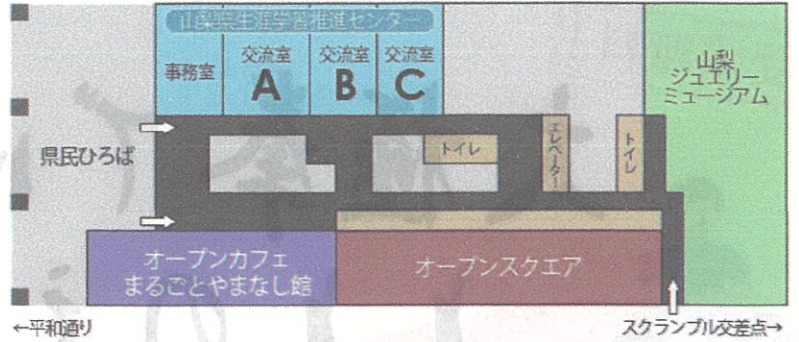 山梨県生涯学習推進センター
事務室
交流室
A
交流室
B
交流室
C
山梨
ジュエリー
ミュージアム
県民ひろば
トイレ
エレベーター
トイレ
オープンカフェ
まるごとやまなし館
オープンスクエア
←平和通り
スクランブル交差点→